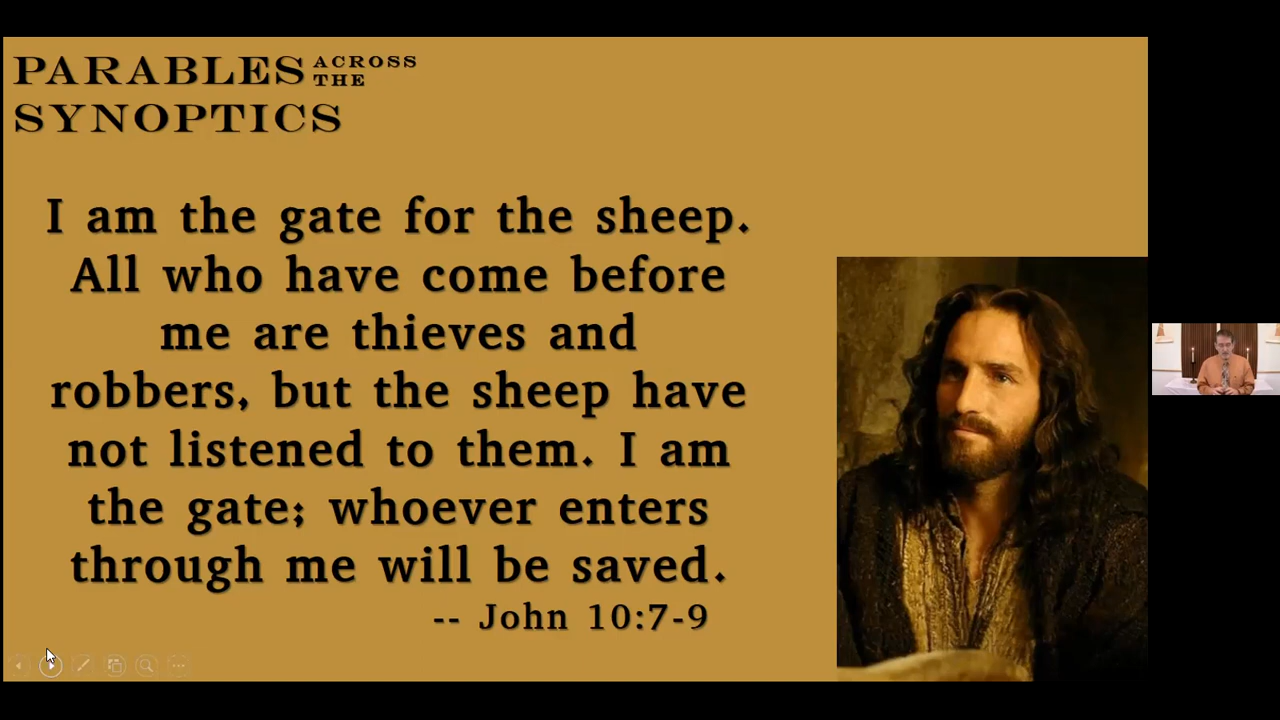 PARABLES ACROSS THE
SYNOPTICS
I am the gate for the sheep.
All who have come before
me are thieves and
robbers, but the sheep have
not listened to them. I am
the gate; whoever enters
through me will be saved.
-- John 10:7-9